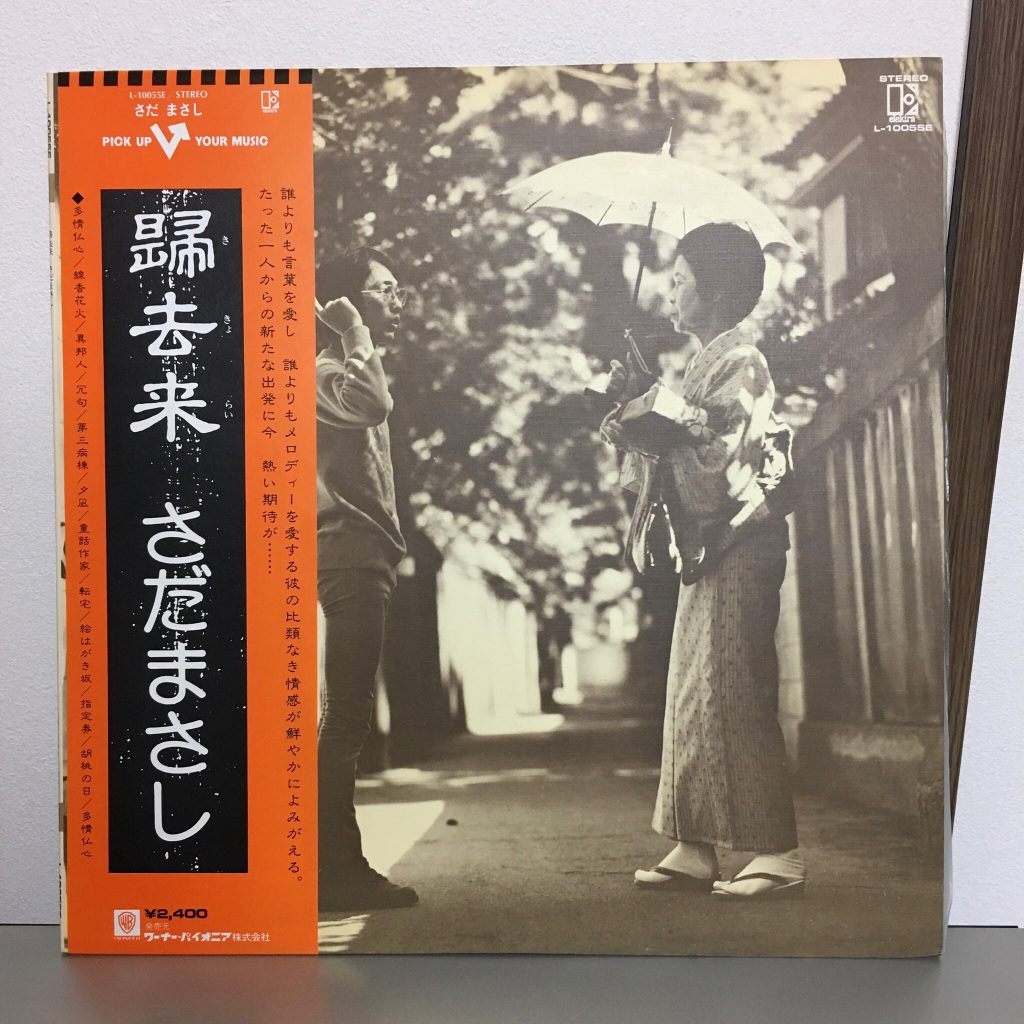 L-10055E/STEREO
さだ まさし
PICK UP YOUR MUSIC
誰よりも言葉を愛し 誰よりもメロディーを愛する彼の比類なき情感が鮮やかによみがえる。
たった一人からの新たな出発に今 熱い期待が……
歸去来 さだまさし
き きょ らい
◆多情仏心/線香花火/異邦人/冗句/第三病棟/夕凪/童話作家/転宅/絵はがき坂/指定券/胡桃の日/多情仏心
¥2,400
発売元
ワーナー・パイオニア株式会社
STEREO
elektra
L-10055E